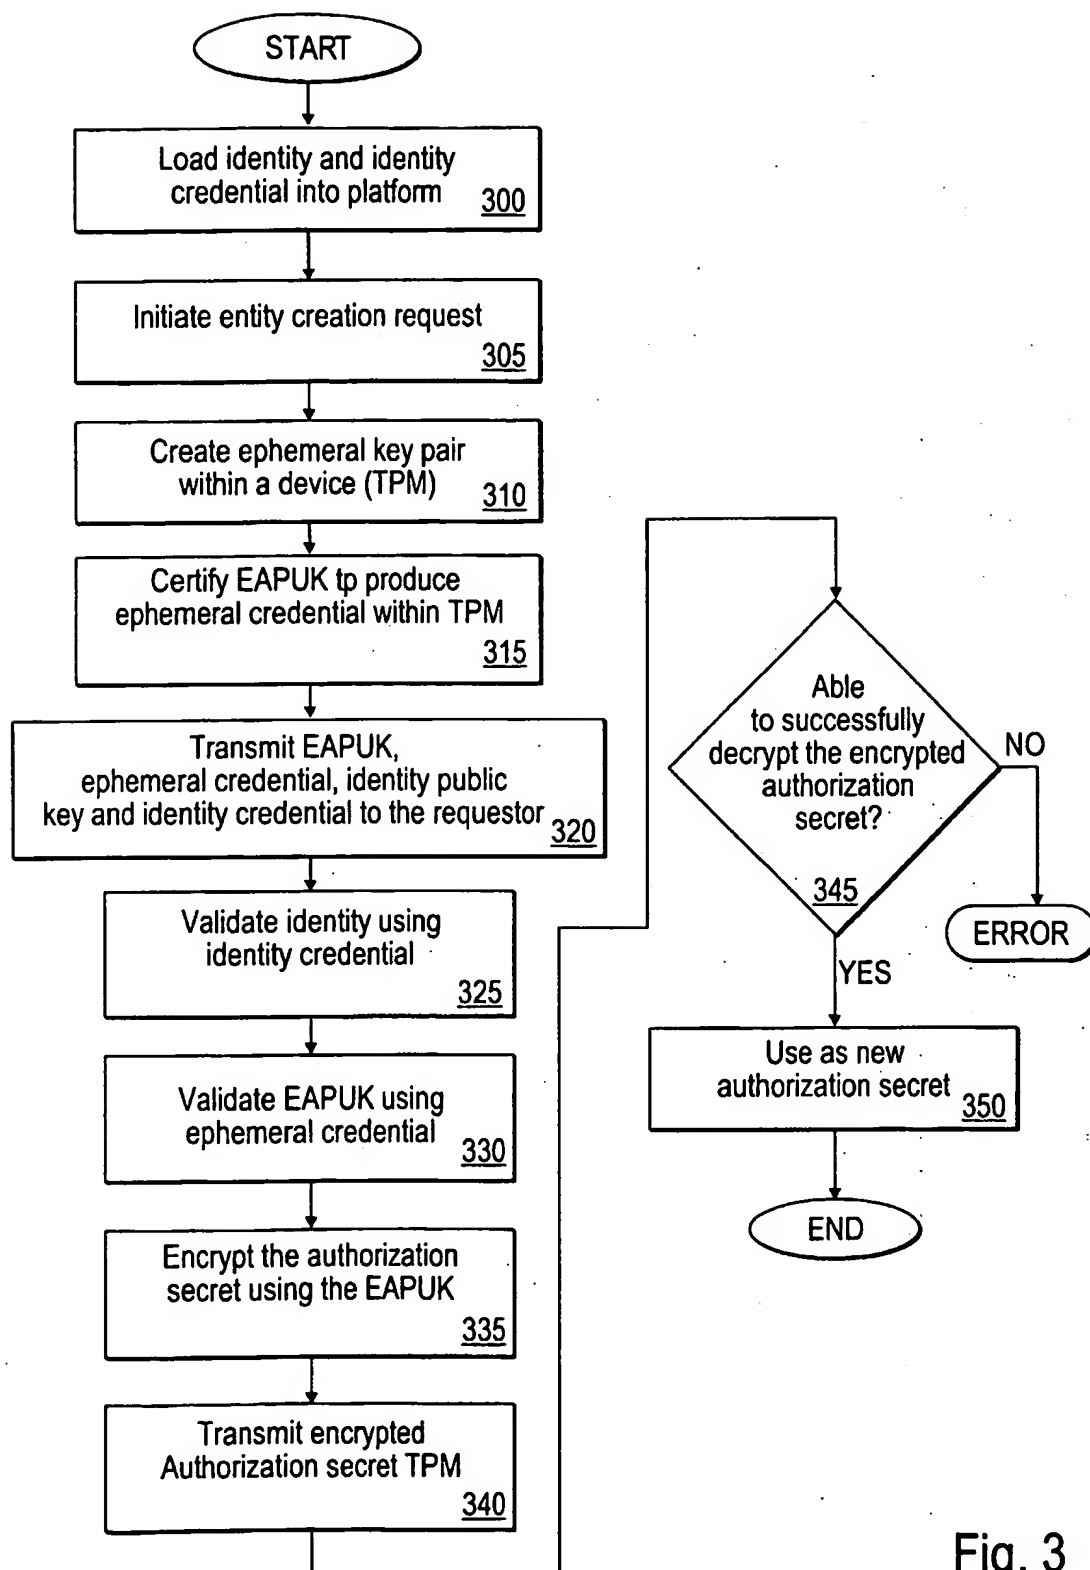 START
Load identity and identity
credential into platform
300
Initiate entity creation request
305
Create ephemeral key pair
within a device (TPM)
310
Certify EAPUK tp produce
ephemeral credential within TPM
315
Transmit EAPUK,
ephemeral credential, identity public
key and identity credential to the requestor
320
Validate identity using
identity credential
325
Validate EAPUK using
ephemeral credential
330
Encrypt the authorization
secret using the EAPUK
335
Transmit encrypted
Authorization secret TPM
340
Able
to successfully
decrypt the encrypted
authorization
secret?
345
NO
ERROR
YES
Use as new
authorization secret
350
END
Fig. 3